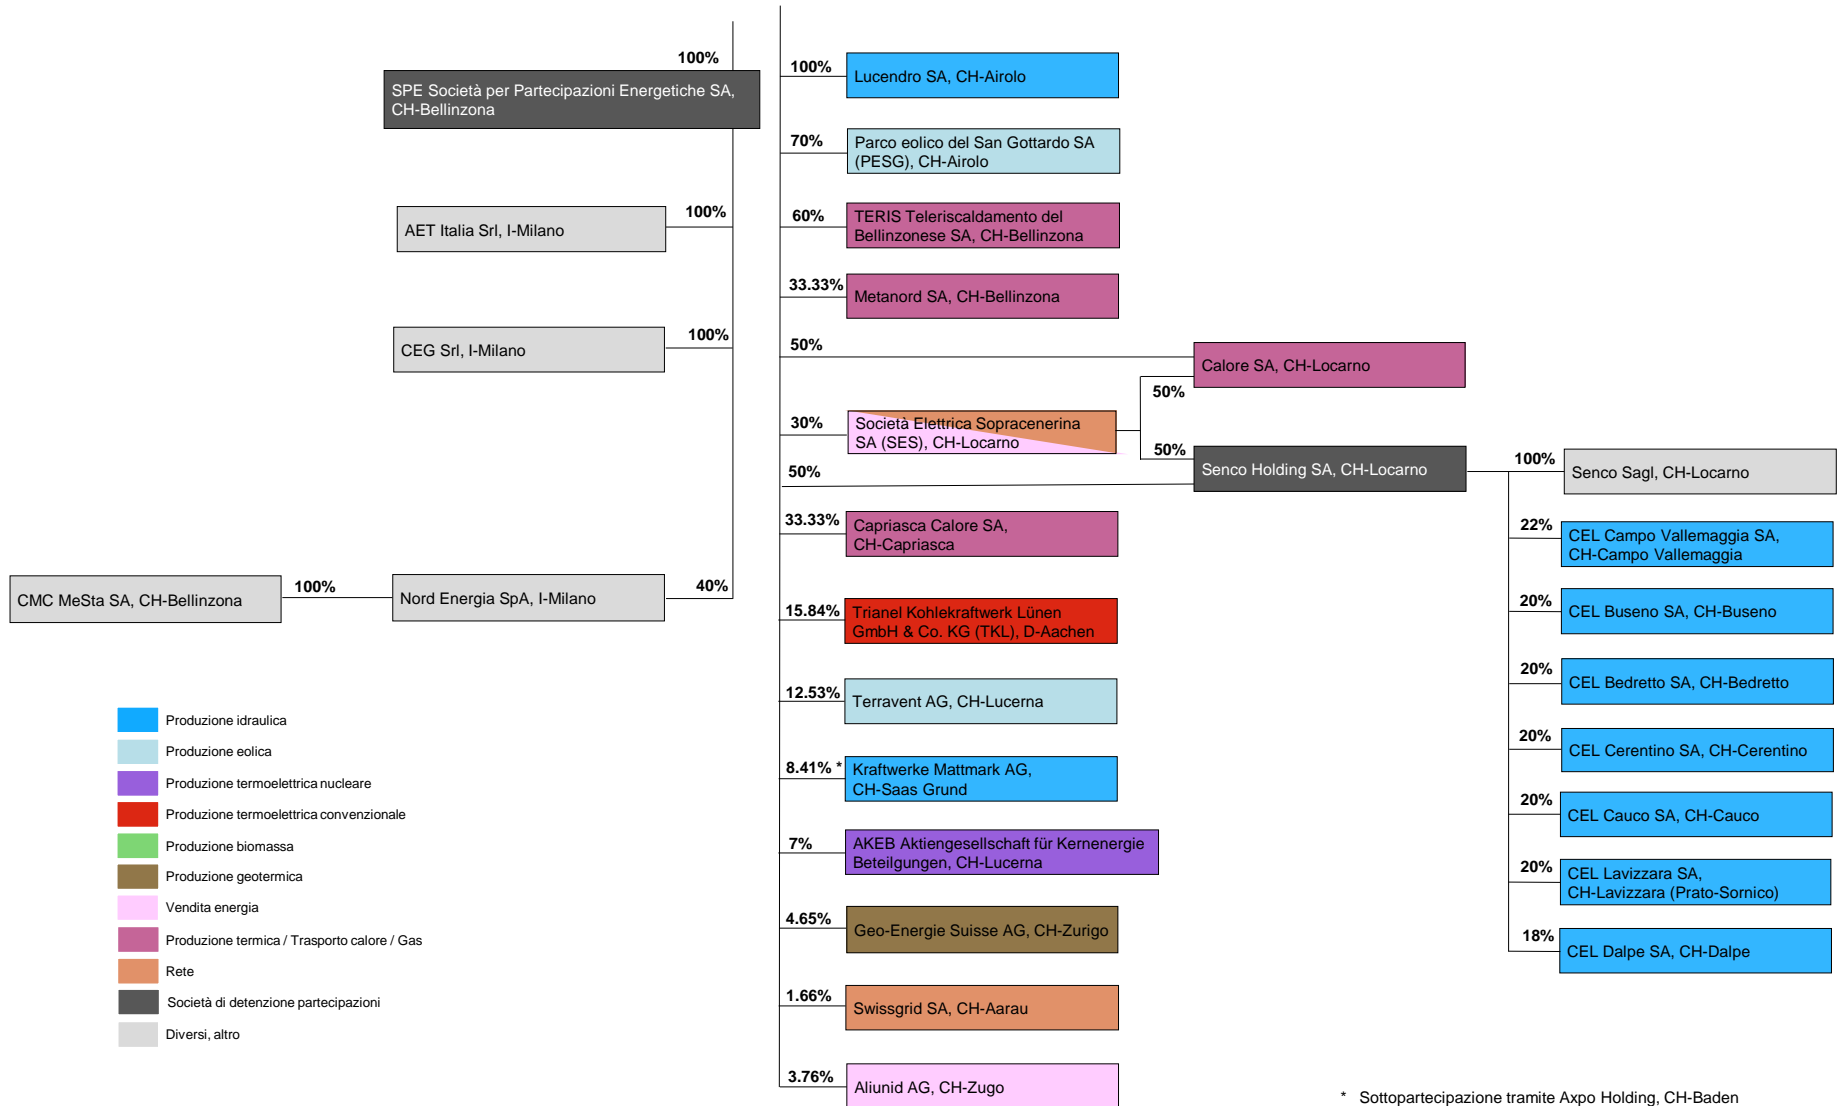 100%
SPE Società per Partecipazioni Energetiche SA,
CH-Bellinzona
100%
AET Italia Srl, I-Milano
100%
CEG Srl, I-Milano
CMC MeSta SA, CH-Bellinzona
100%
Nord Energia SpA, I-Milano
40%
100%
Lucendro SA, CH-Airolo
70%
Parco eolico del San Gottardo SA
(PESG), CH-Airolo
60%
TERIS Teleriscaldamento del
Bellinzonese SA, CH-Bellinzona
33.33%
Metanord SA, CH-Bellinzona
50%
Calore SA, CH-Locarno
50%
30%
Società Elettrica Sopracenerina
SA (SES), CH-Locarno
50%
50%
Senco Holding SA, CH-Locarno
100%
Senco Sagl, CH-Locarno
22%
CEL Campo Vallemaggia SA,
CH-Campo Vallemaggia
20%
CEL Buseno SA, CH-Buseno
20%
CEL Bedretto SA, CH-Bedretto
20%
CEL Cerentino SA, CH-Cerentino
20%
CEL Cauco SA, CH-Cauco
20%
CEL Lavizzara SA,
CH-Lavizzara (Prato-Sornico)
18%
CEL Dalpe SA, CH-Dalpe
33.33%
Capriasca Calore SA,
CH-Capriasca
15.84%
Trianel Kohlekraftwerk Lünen
GmbH & Co. KG (TKL), D-Aachen
12.53%
Terravent AG, CH-Lucerna
8.41% *
Kraftwerke Mattmark AG,
CH-Saas Grund
7%
AKEB Aktiengesellschaft für Kernenergie
Beteilgungen, CH-Lucerna
4.65%
Geo-Energie Suisse AG, CH-Zurigo
1.66%
Swissgrid SA, CH-Aarau
3.76%
Aliunid AG, CH-Zugo
Produzione idraulica
Produzione eolica
Produzione termoelettrica nucleare
Produzione termoelettrica convenzionale
Produzione biomassa
Produzione geotermica
Vendita energia
Produzione termica / Trasporto calore / Gas
Rete
Società di detenzione partecipazioni
Diversi, altro
* Sottopartecipazione tramite Axpo Holding, CH-Baden